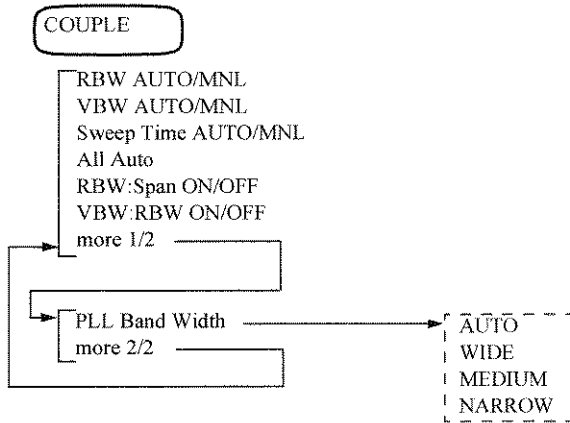 COUPLE
RBW AUTO/MNL
VBW AUTO/MNL
Sweep Time AUTO/MNL
All Auto
RBW:Span ON/OFF
VBW:RBW ON/OFF
more 1/2
PLL Band Width
more 2/2
AUTO
WIDE
MEDIUM
NARROW